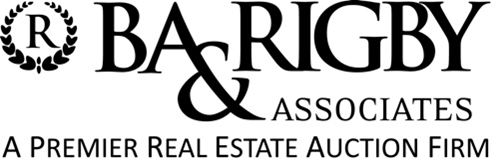 R BA RIGBY
& ASSOCIATES
A PREMIER REAL ESTATE AUCTION FIRM